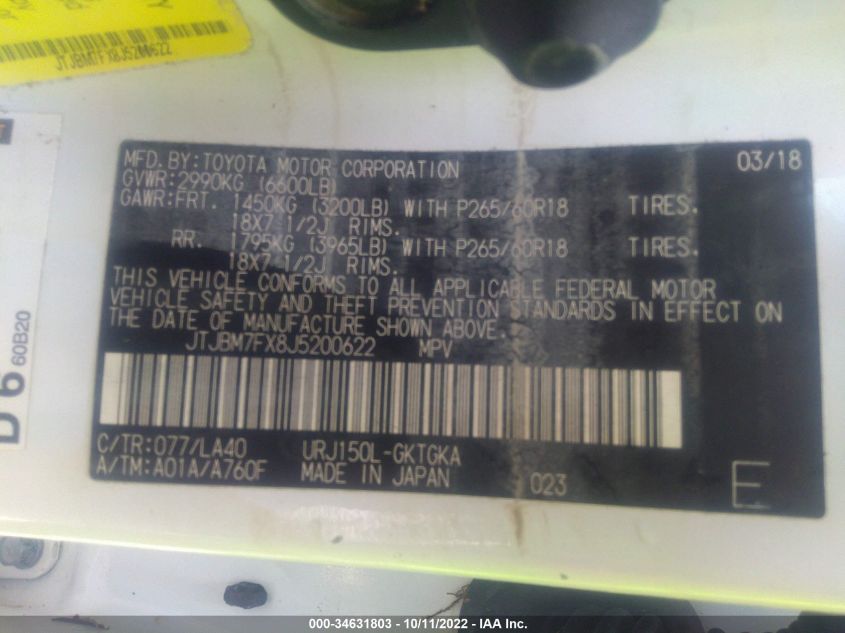 JTJBM7FX8J5200622
MFD. BY: TOYOTA MOTOR CORPORATION 03/18
GVWR: 2990KG (6600LB)
GAWR: FRT. 1450KG (3200LB) WITH P265/60R18 TIRES.
18X7 1/2J RIMS.
RR. 1795KG (3965LB) WITH P265/60R18 TIRES.
18X7 1/2J RIMS.
THIS VEHICLE CONFORMS TO ALL APPLICABLE FEDERAL MOTOR
VEHICLE SAFETY AND THEFT PREVENTION STANDARDS IN EFFECT ON
THE DATE OF MANUFACTURE SHOWN ABOVE.
JTJBM7FX8J5200622 MPV
C/TR: 077/LA40 URJ150L-GKTGKA
A/TM: A01A/A760F MADE IN JAPAN 023 E
60B20
000-34631803 - 10/11/2022 - IAA Inc.